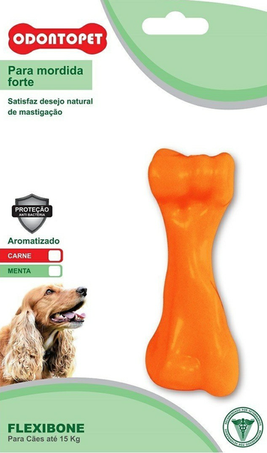 ODONTOPET
Para mordida
forte
Satisfaz desejo natural
de mastigação
PROTEÇÃO
ANTI BACTÉRIA
Aromatizado
CARNE
MENTA
FLEXIBONE
Para Cães até 15 Kg